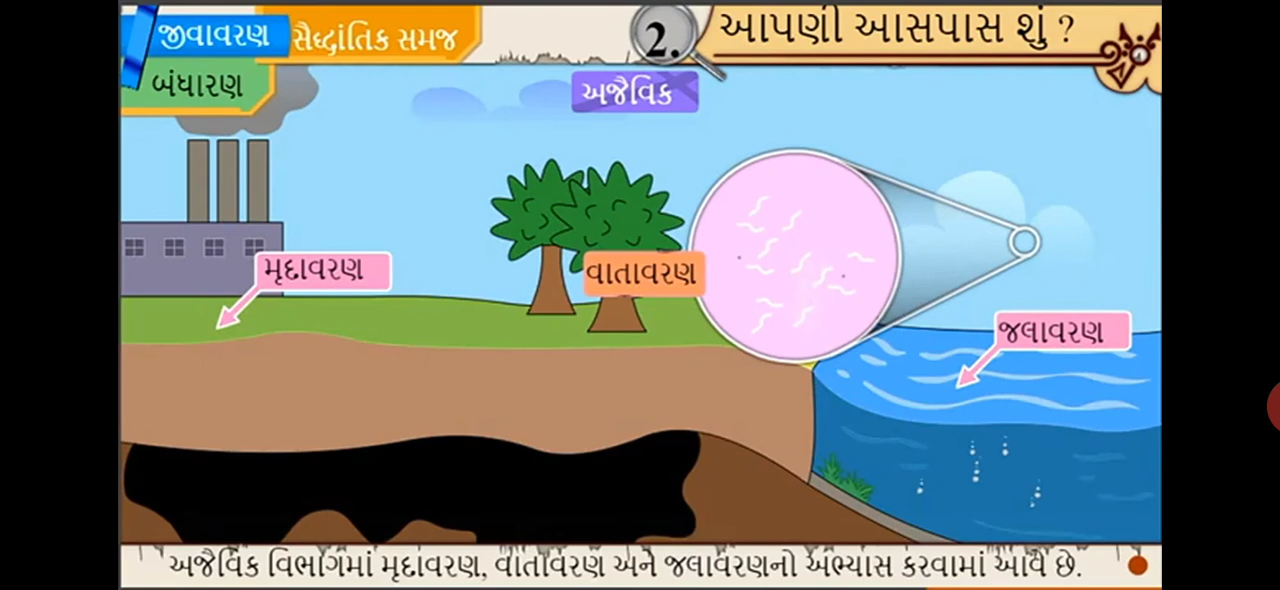 જીવાવરણ
સૈધ્દ્રાંતિક સમજ
2.
આપણી આસપાસ શું ?
બંધારણ
અજૈવિક
મૃદાવરણ
વાતાવરણ
જલાવરણ
અજૈવિક વિભાગમાં મૃદાવરણ, વાતાવરણ અને જલાવરણનો અભ્યાસ કરવામાં આવે છે.